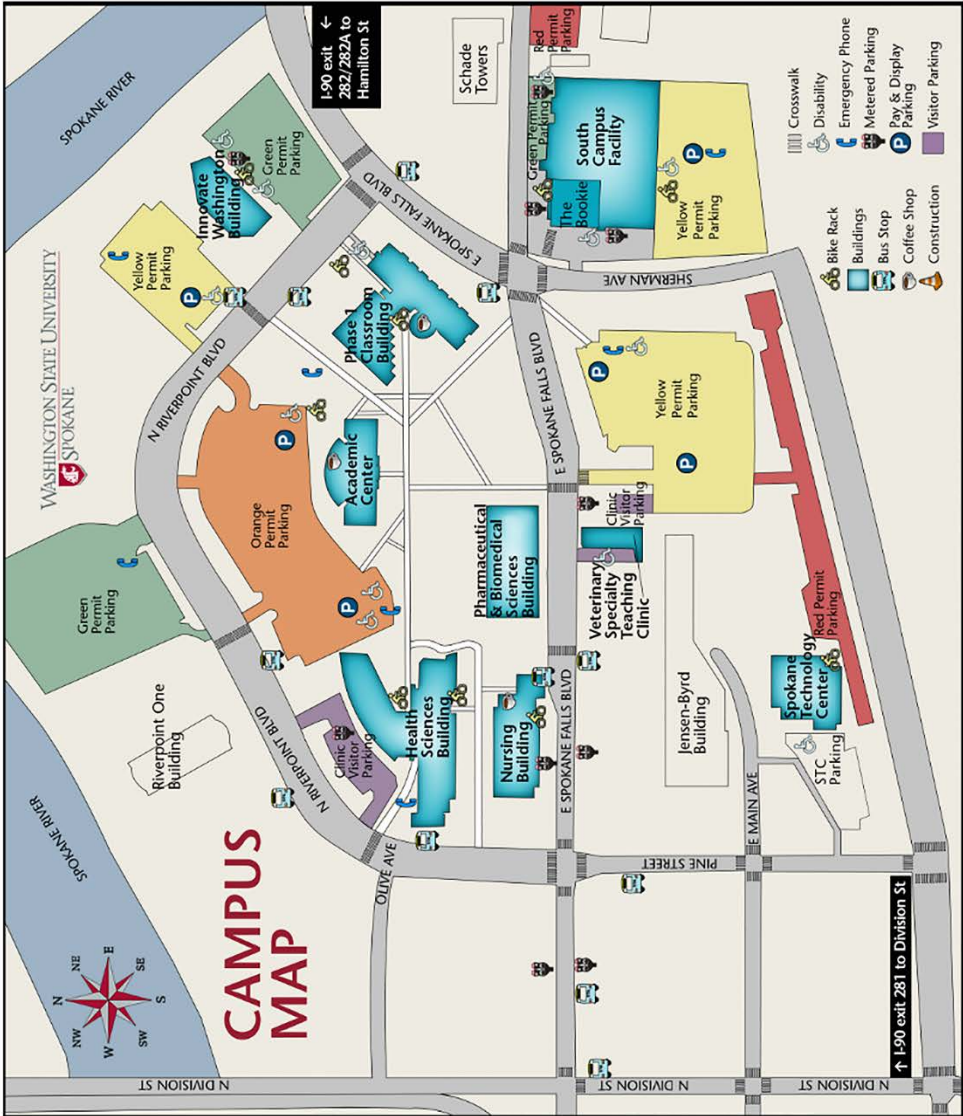 WASHINGTON STATE UNIVERSITY
SPOKANE
CAMPUS
MAP
N
NE
E
SE
S
SW
W
NW
SPOKANE RIVER
SPOKANE RIVER
I-90 exit ←
282/282A to
Hamilton St
Schade
Towers
Red
Permit
Parking
Green Permit
Parking
South
Campus
Facility
The
Bookie
Yellow
Permit
Parking
Innovate
Washington
Building
Green
Permit
Parking
Yellow
Permit
Parking
E SPOKANE FALLS BLVD
SHERMAN AVE
N RIVERPOINT BLVD
Phase 1
Classroom
Building
E SPOKANE FALLS BLVD
Yellow
Permit
Parking
Orange
Permit
Parking
Academic
Center
Green
Permit
Parking
Pharmaceutical
& Biomedical
Sciences
Building
Clinic
Visitor
Parking
Veterinary
Specialty
Teaching
Clinic
Red Permit
Parking
Riverpoint One
Building
N RIVERPOINT BLVD
Clinic
Visitor
Parking
Health
Sciences
Building
Nursing
Building
E SPOKANE FALLS BLVD
Jensen-Byrd
Building
Spokane
Technology
Center
STC
Parking
E MAIN AVE
OLIVE AVE
PINE STREET
↑ I-90 exit 281 to Division St
N DIVISION ST
N DIVISION ST
N DIVISION ST
Bike Rack
Buildings
Bus Stop
Coffee Shop
Construction
Crosswalk
Disability
Emergency Phone
Metered Parking
P
Pay & Display
Parking
Visitor Parking
P
P
P
P
P
P